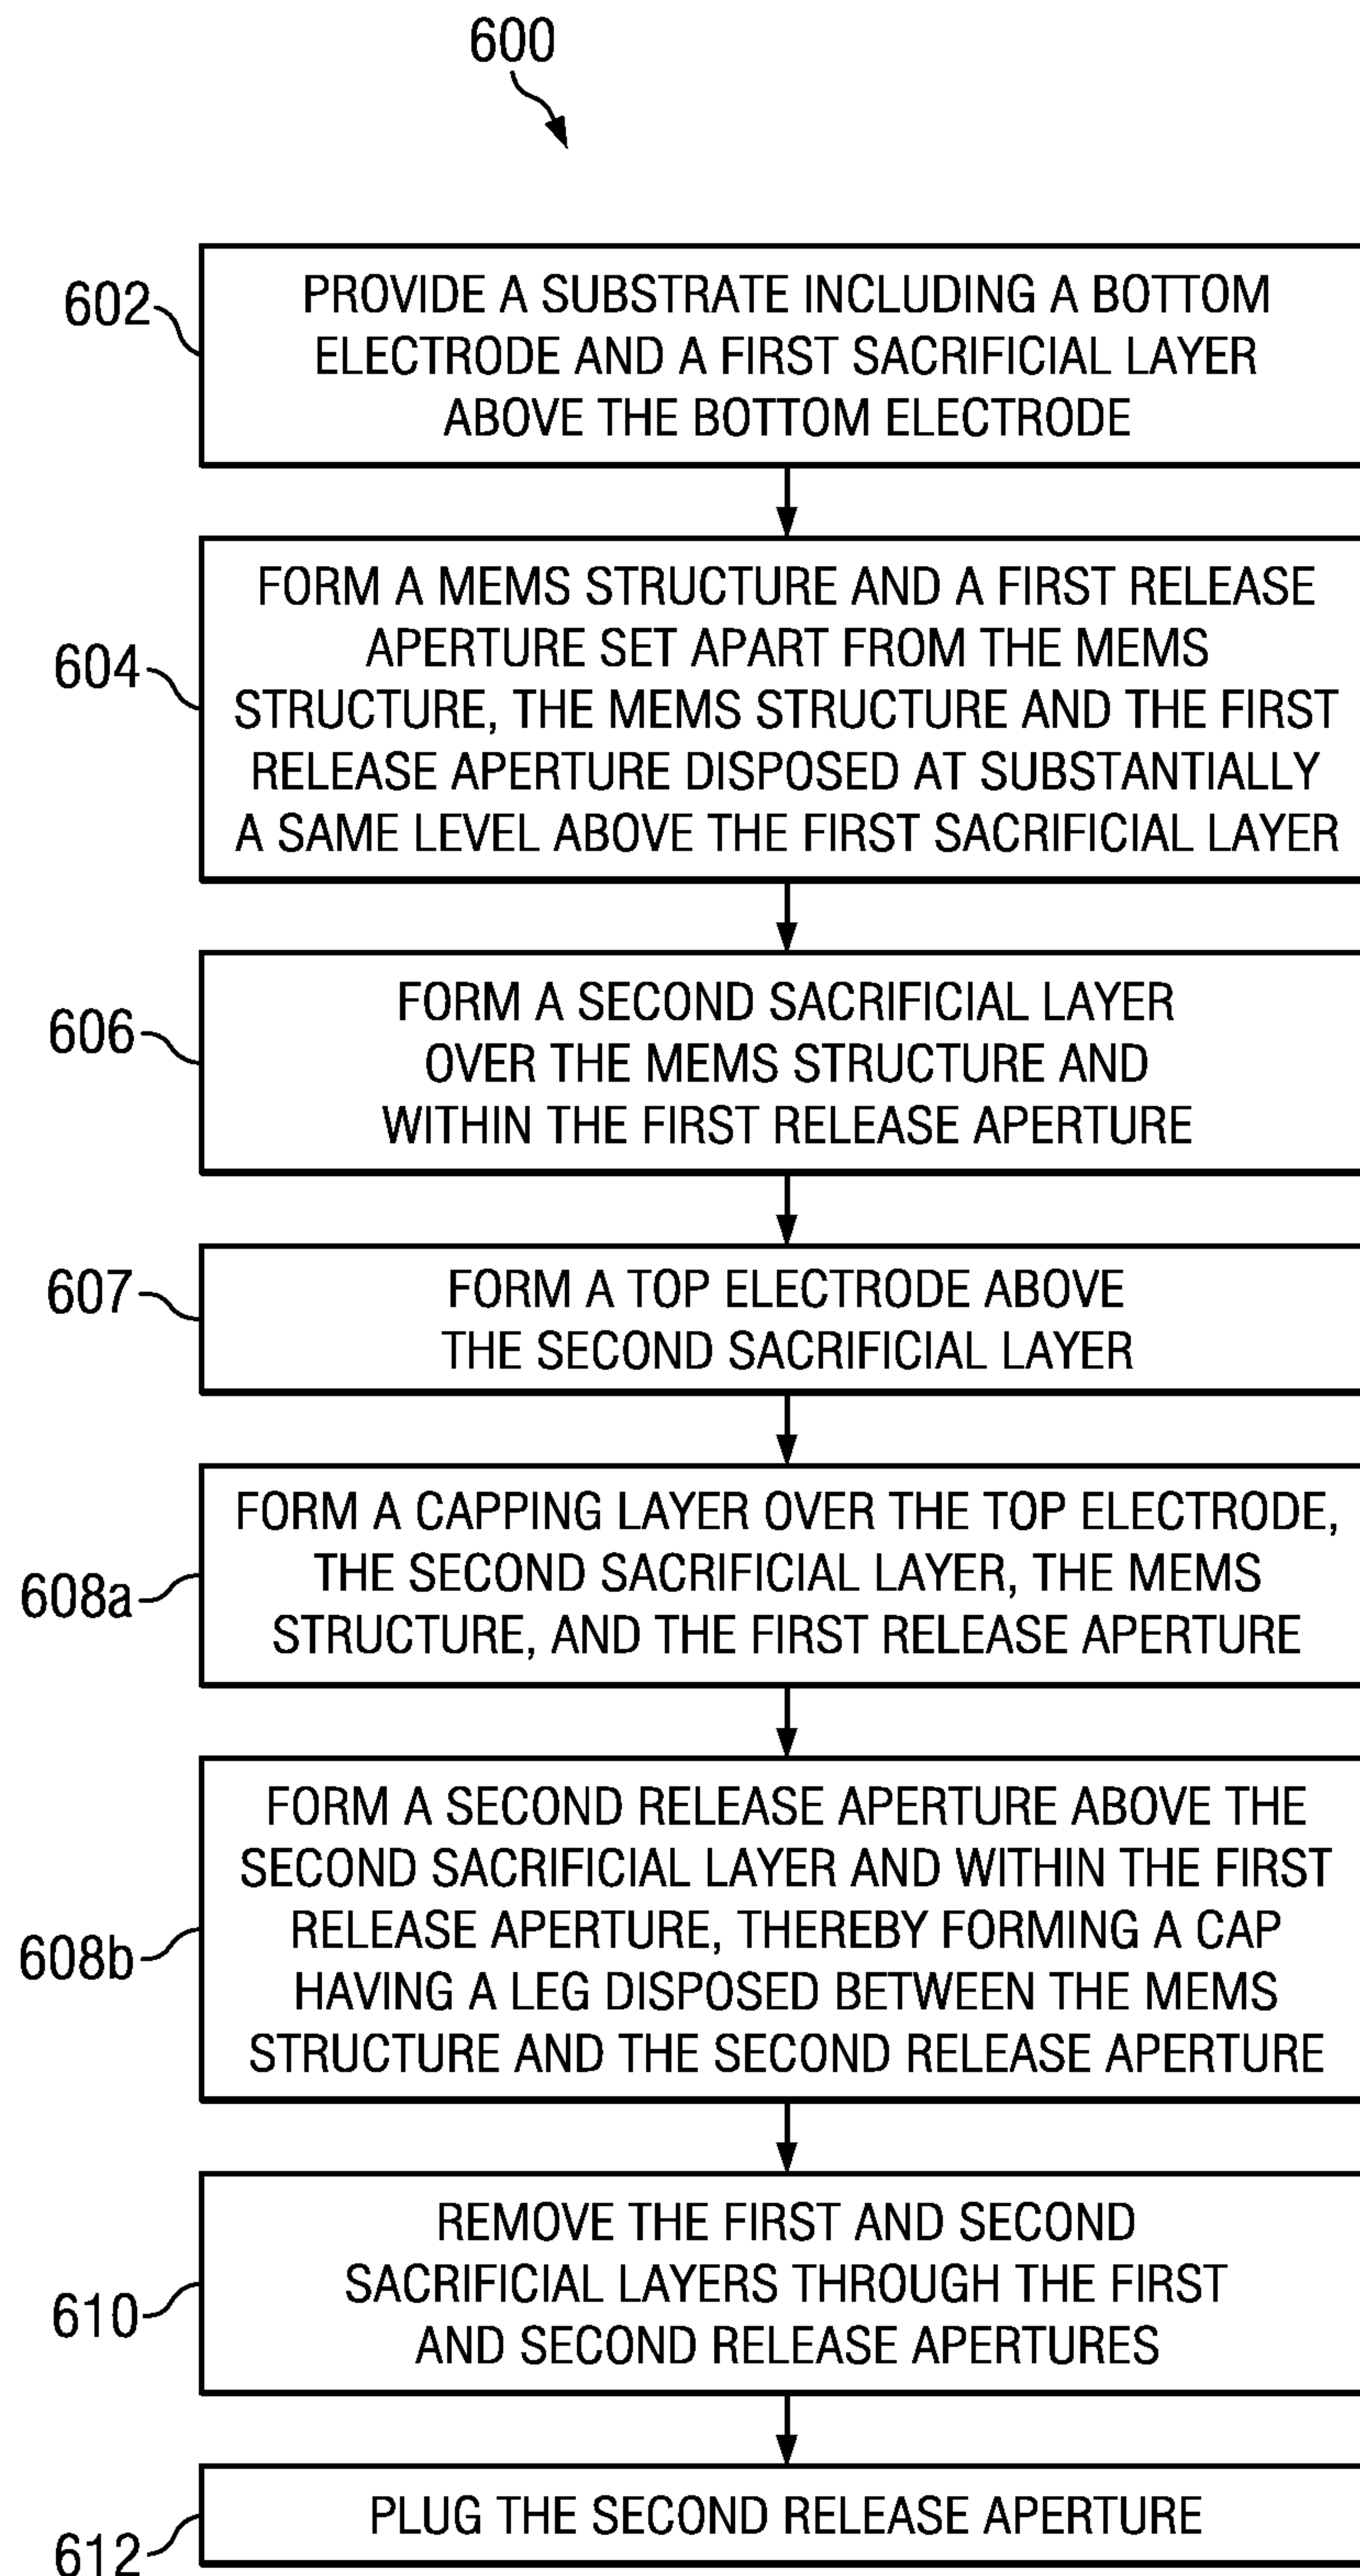 600
602
PROVIDE A SUBSTRATE INCLUDING A BOTTOM
ELECTRODE AND A FIRST SACRIFICIAL LAYER
ABOVE THE BOTTOM ELECTRODE
604
FORM A MEMS STRUCTURE AND A FIRST RELEASE
APERTURE SET APART FROM THE MEMS
STRUCTURE, THE MEMS STRUCTURE AND THE FIRST
RELEASE APERTURE DISPOSED AT SUBSTANTIALLY
A SAME LEVEL ABOVE THE FIRST SACRIFICIAL LAYER
606
FORM A SECOND SACRIFICIAL LAYER
OVER THE MEMS STRUCTURE AND
WITHIN THE FIRST RELEASE APERTURE
607
FORM A TOP ELECTRODE ABOVE
THE SECOND SACRIFICIAL LAYER
608a
FORM A CAPPING LAYER OVER THE TOP ELECTRODE,
THE SECOND SACRIFICIAL LAYER, THE MEMS
STRUCTURE, AND THE FIRST RELEASE APERTURE
608b
FORM A SECOND RELEASE APERTURE ABOVE THE
SECOND SACRIFICIAL LAYER AND WITHIN THE FIRST
RELEASE APERTURE, THEREBY FORMING A CAP
HAVING A LEG DISPOSED BETWEEN THE MEMS
STRUCTURE AND THE SECOND RELEASE APERTURE
610
REMOVE THE FIRST AND SECOND
SACRIFICIAL LAYERS THROUGH THE FIRST
AND SECOND RELEASE APERTURES
612
PLUG THE SECOND RELEASE APERTURE